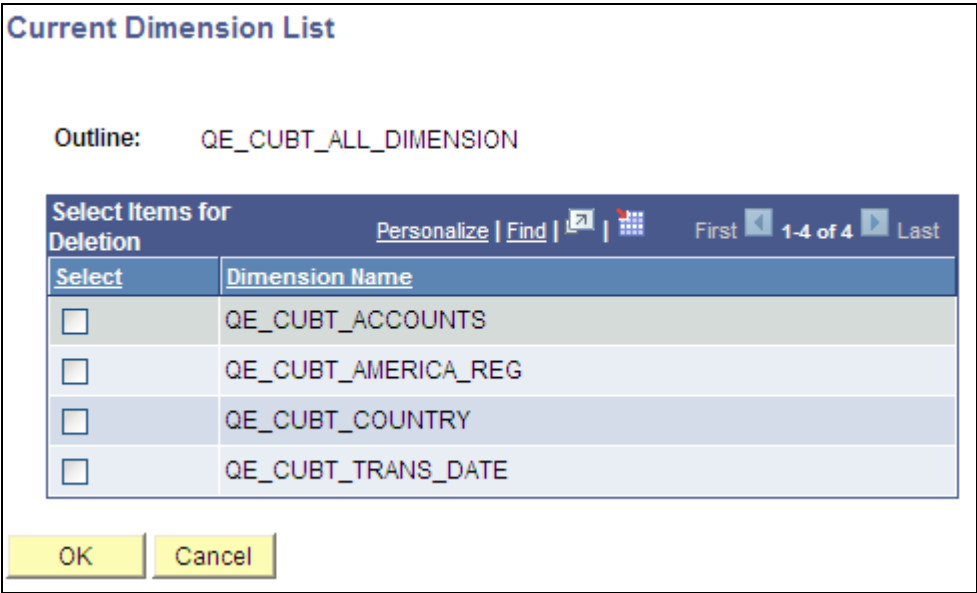 Current Dimension List
Outline: QE_CUBT_ALL_DIMENSION
Select Items for Deletion Personalize | Find | | First 1-4 of 4 Last
Select Dimension Name
QE_CUBT_ACCOUNTS
QE_CUBT_AMERICA_REG
QE_CUBT_COUNTRY
QE_CUBT_TRANS_DATE
OK Cancel